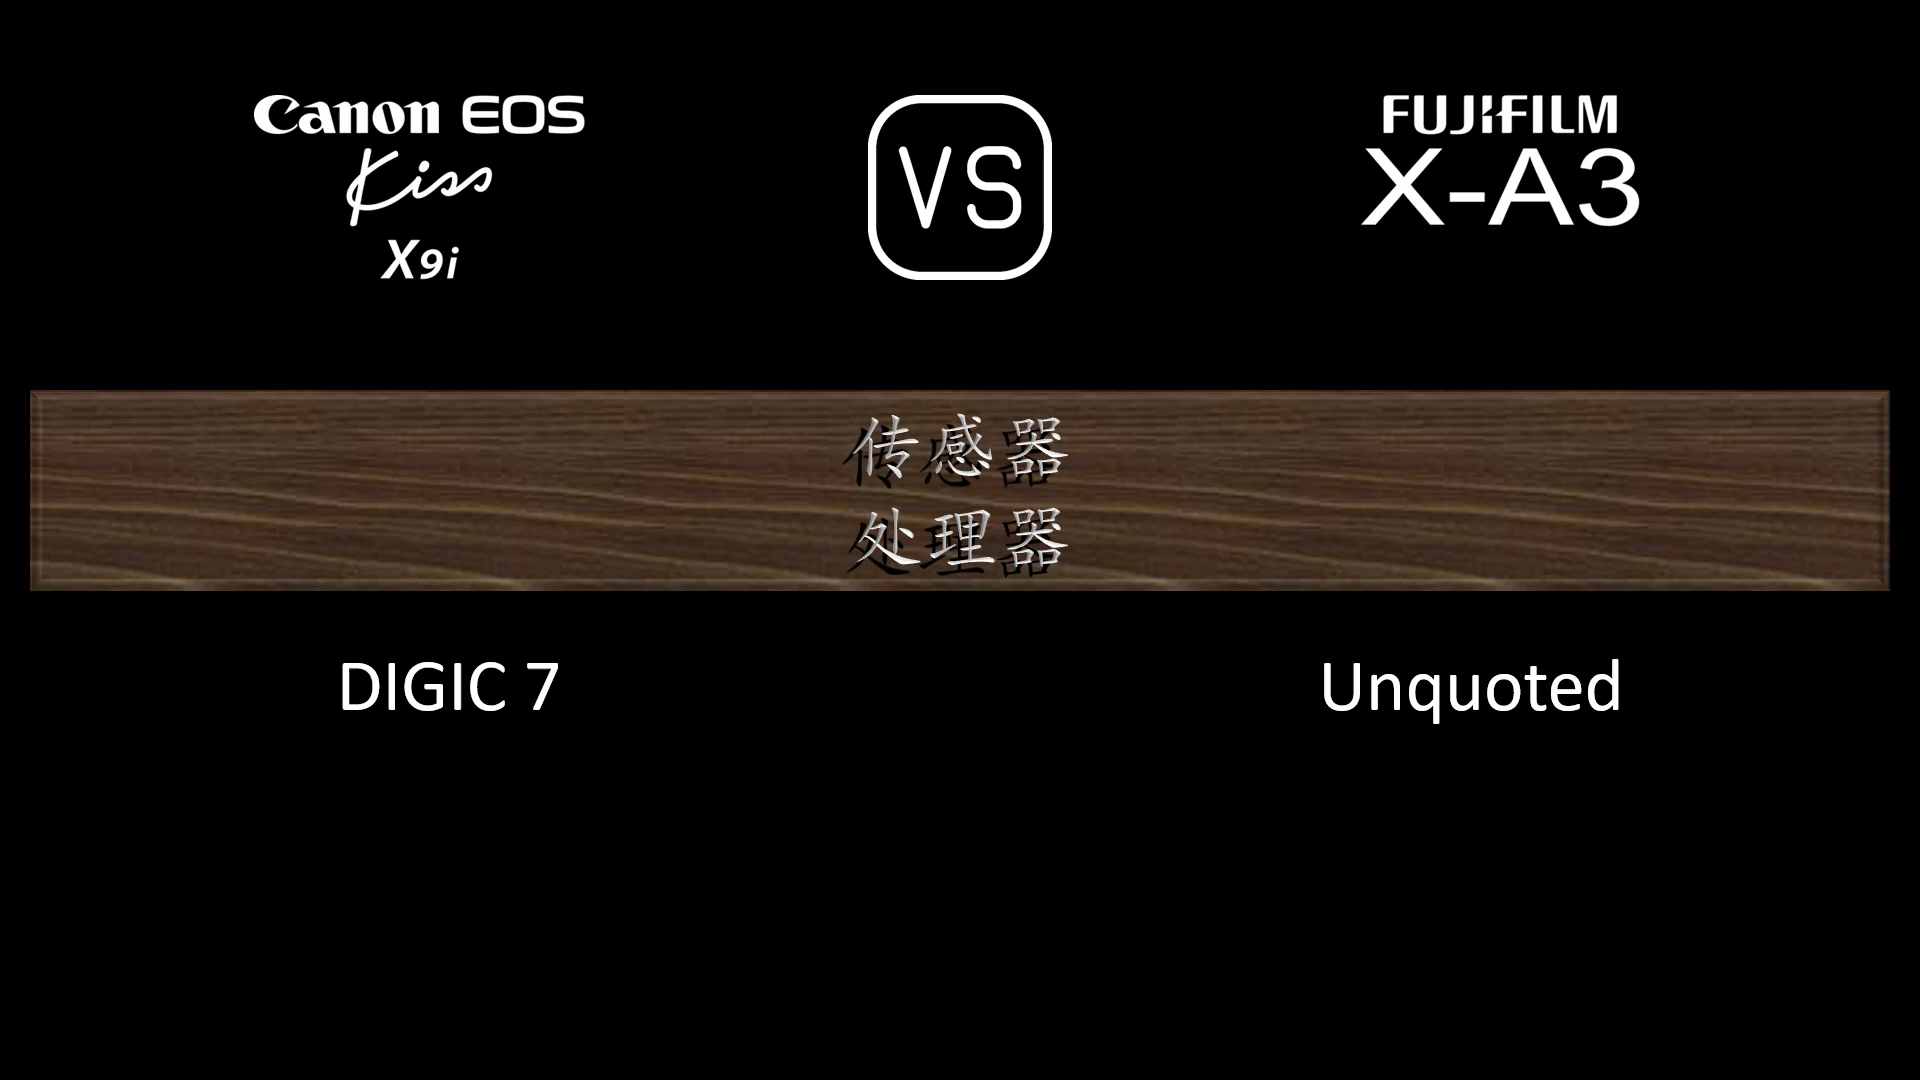 Canon EOS
Kiss
X9i
VS
FUJIFILM
X-A3
传感器
处理器
DIGIC 7
Unquoted